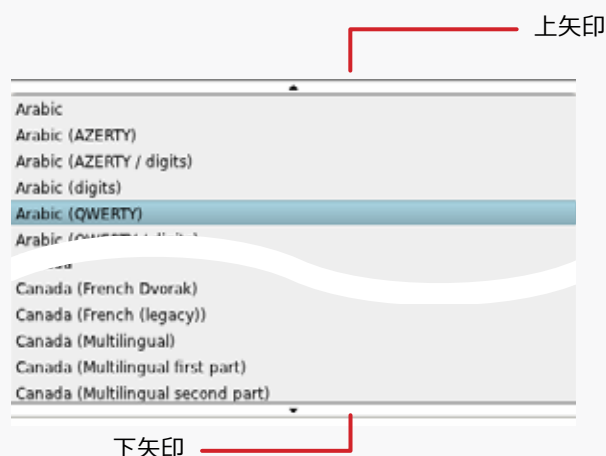 上矢印
Arabic
Arabic (AZERTY)
Arabic (AZERTY / digits)
Arabic (digits)
Arabic (QWERTY)
Arabic
Canada (French Dvorak)
Canada (French (legacy))
Canada (Multilingual)
Canada (Multilingual first part)
Canada (Multilingual second part)
下矢印